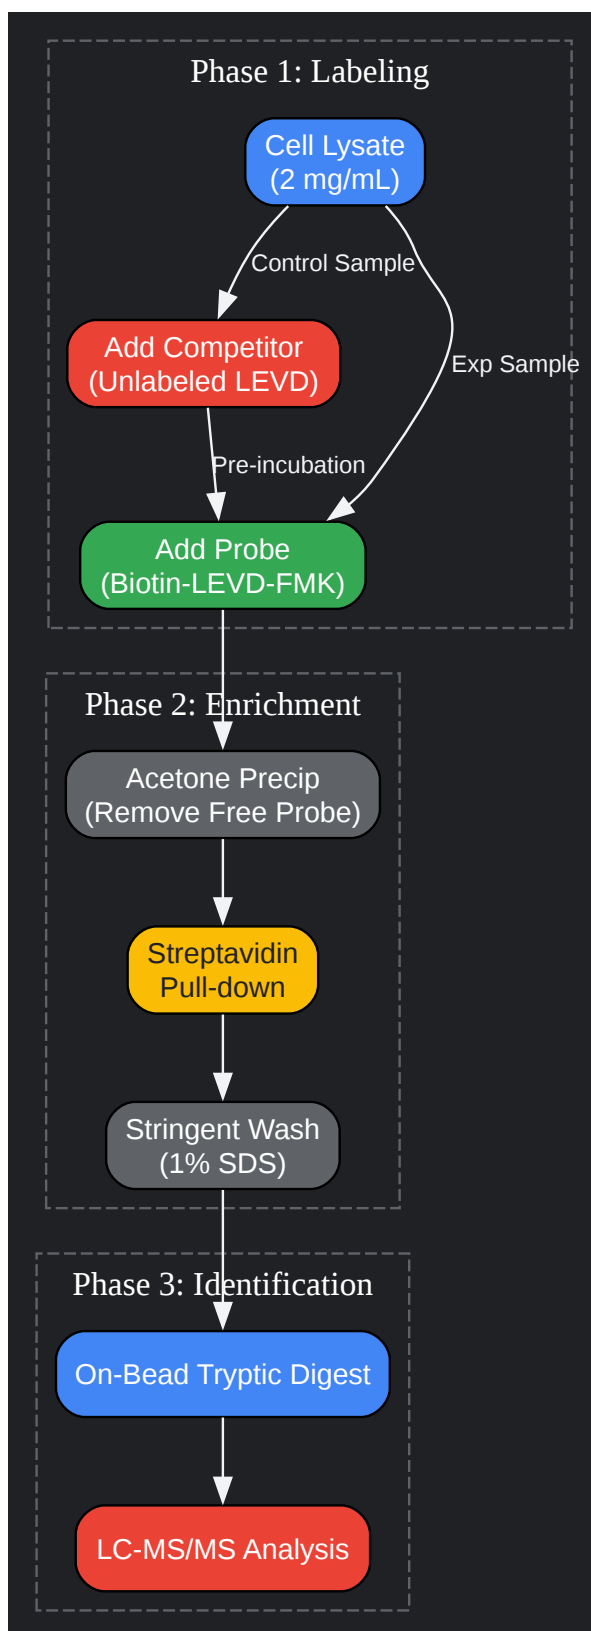 Phase 1: Labeling
Cell Lysate
(2 mg/mL)
Control Sample
Add Competitor
(Unlabeled LEVD)
Exp Sample
Pre-incubation
Add Probe
(Biotin-LEVD-FMK)
Phase 2: Enrichment
Acetone Precip
(Remove Free Probe)
Streptavidin
Pull-down
Stringent Wash
(1% SDS)
Phase 3: Identification
On-Bead Tryptic Digest
LC-MS/MS Analysis